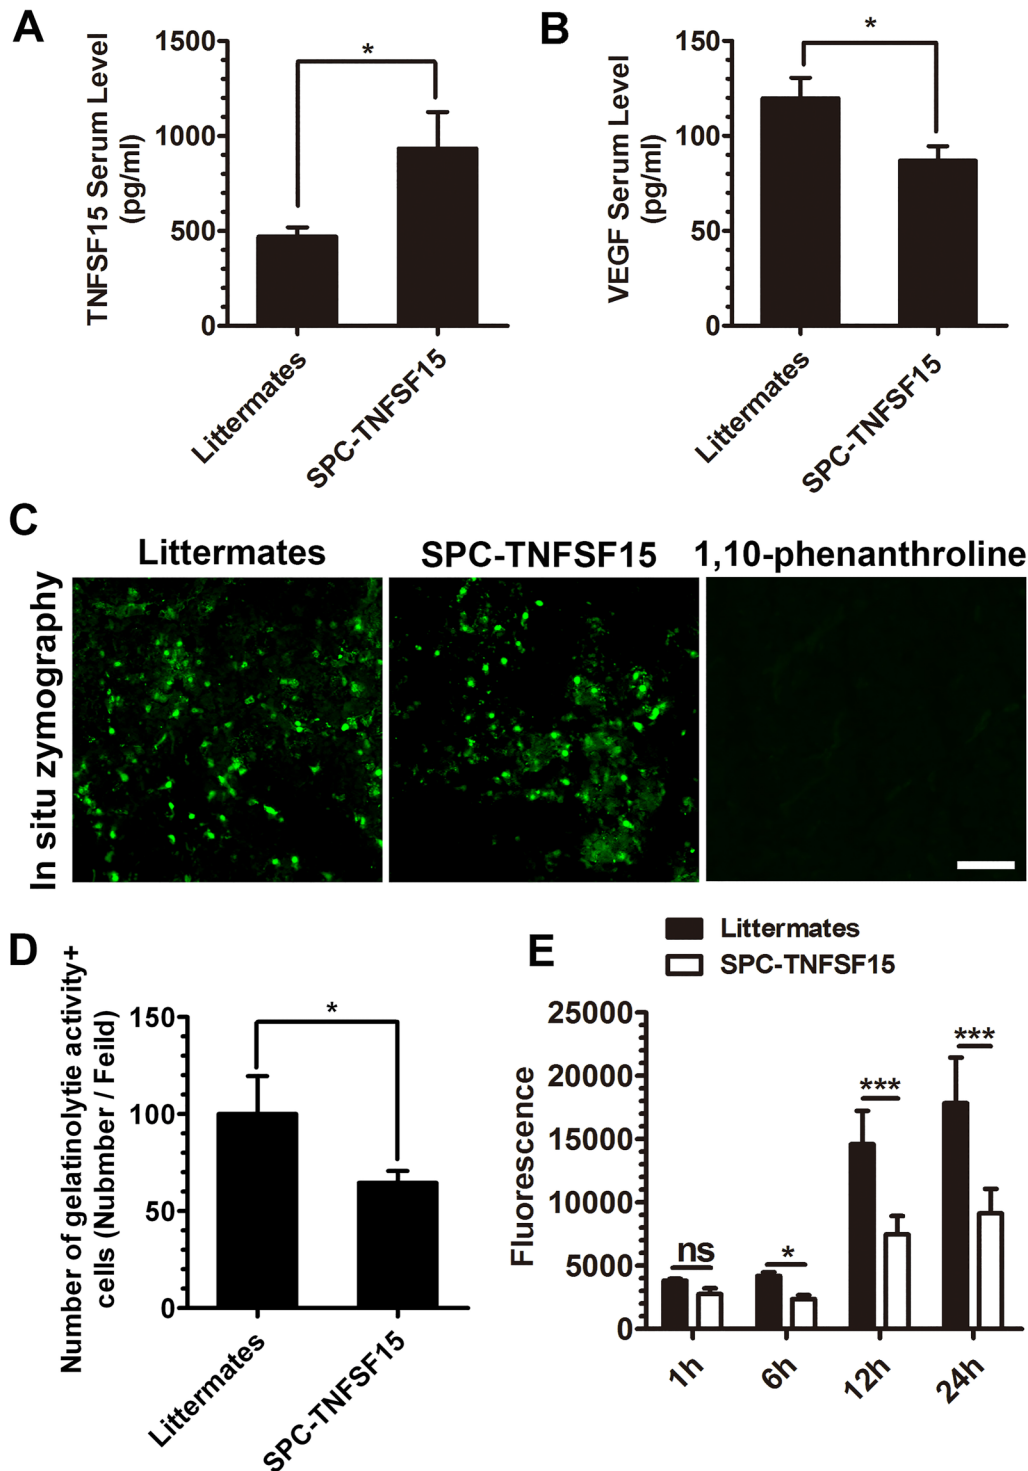 A
TNFSF15 Serum Level
(pg/ml)
1500
1000
500
0
*
Littermates
SPC-TNFSF15
B
VEGF Serum Level
(pg/ml)
150
100
50
0
*
Littermates
SPC-TNFSF15
C
Littermates
SPC-TNFSF15
1,10-phenanthroline
In situ zymography
D
Number of gelatinolytie activity+
cells (Nubmber / Feild)
150
100
50
0
*
Littermates
SPC-TNFSF15
E
Littermates
SPC-TNFSF15
Fluorescence
25000
20000
15000
10000
5000
0
ns
*
***
***
1h
6h
12h
24h